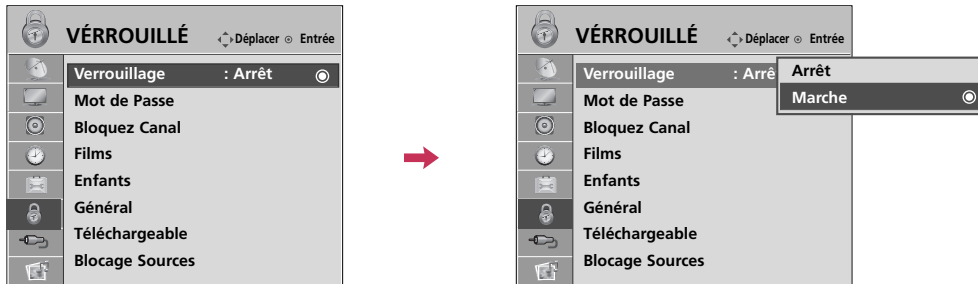 VÉRROUILLÉ Déplacer Entrée
Verrouillage : Arrêt
Mot de Passe
Bloquez Canal
Films
Enfants
Général
Téléchargeable
Blocage Sources
VÉRROUILLÉ Déplacer Entrée
Verrouillage : Arrê
Arrêt
Marche
Mot de Passe
Bloquez Canal
Films
Enfants
Général
Téléchargeable
Blocage Sources